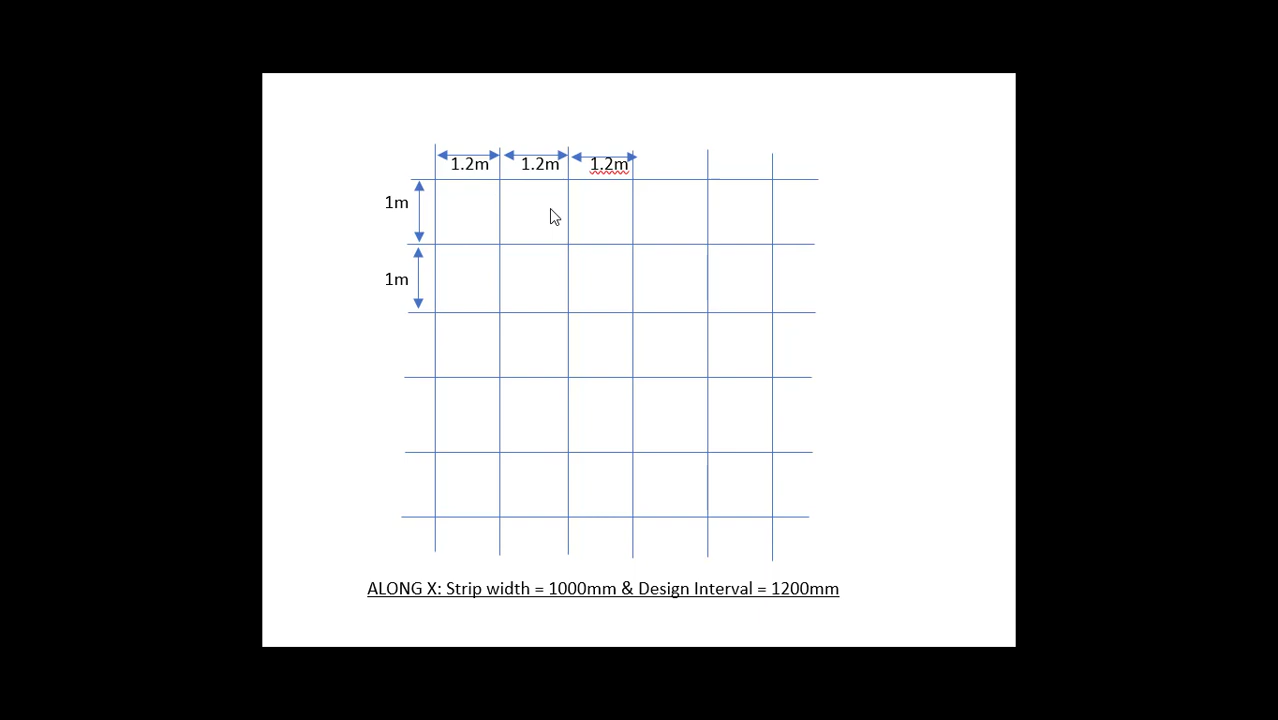 1.2m 1.2m 1.2m
1m
1m
ALONG X: Strip width = 1000mm & Design Interval = 1200mm